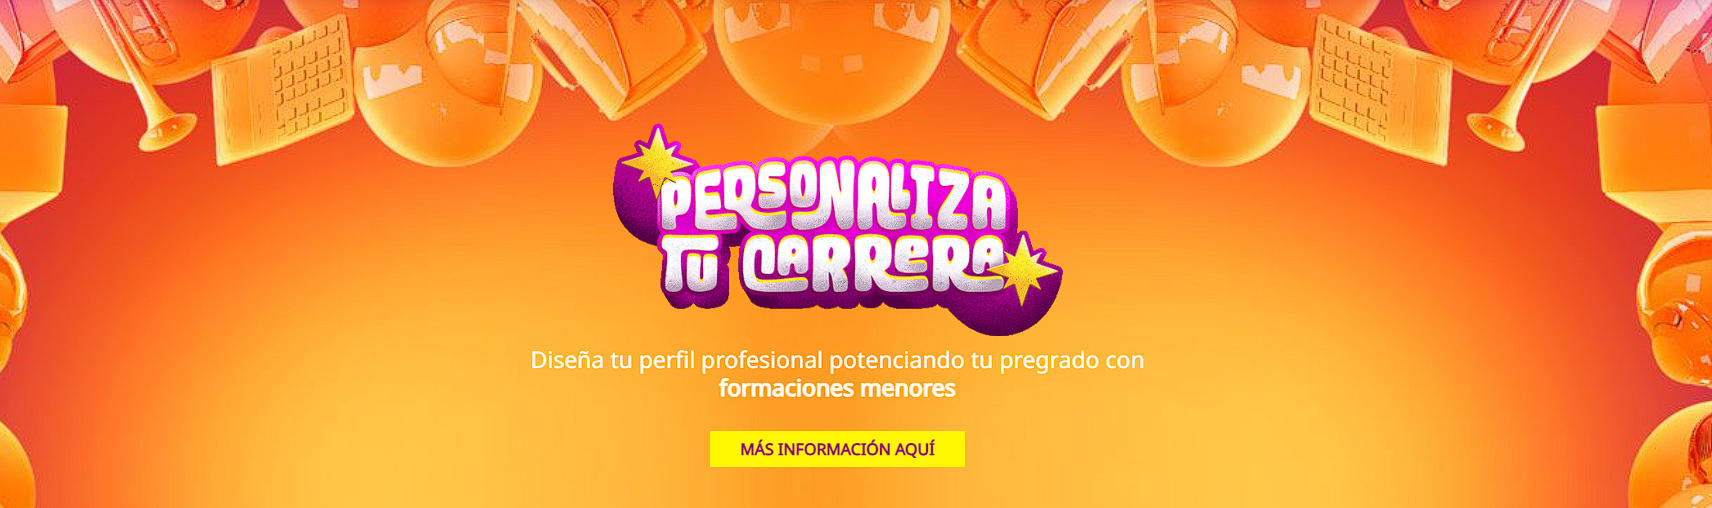 PERSONALIZA
TU CARRERA
Diseña tu perfil profesional potenciando tu pregrado con
formaciones menores
MÁS INFORMACIÓN AQUÍ